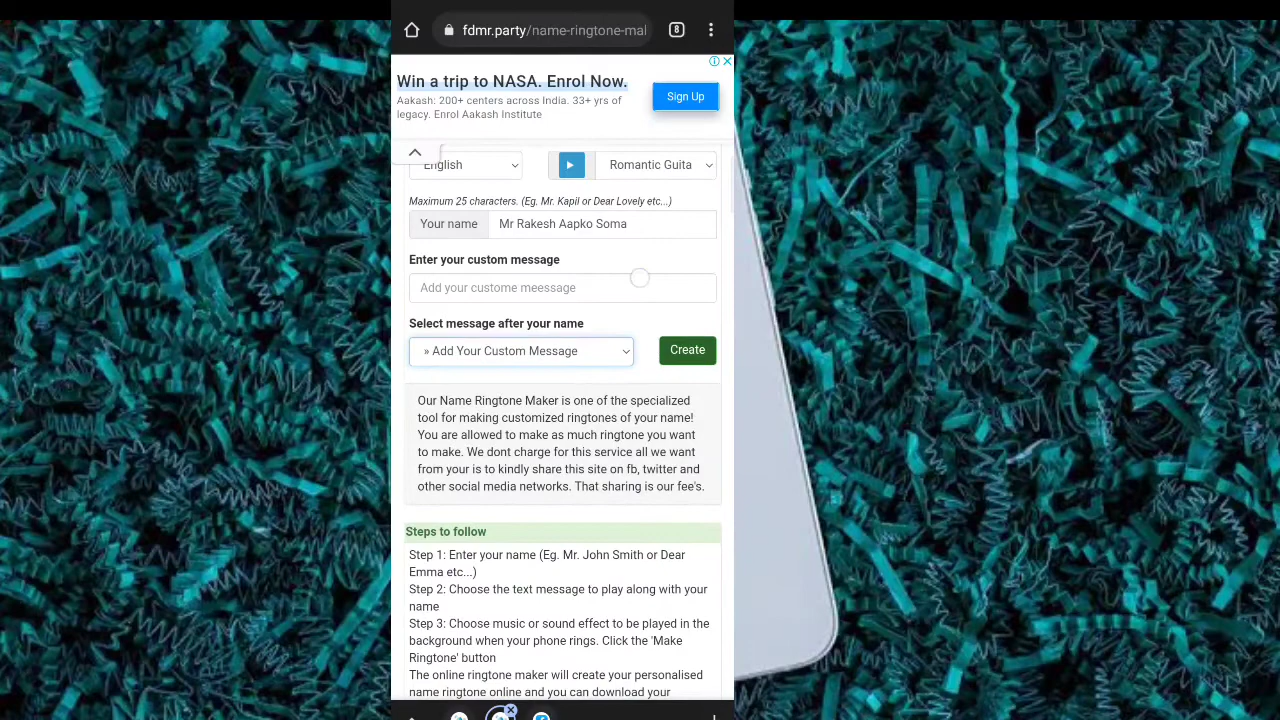 fdmr.party/name-ringtone-mal
8
Win a trip to NASA. Enrol Now.
Aakash: 200+ centers across India. 33+ yrs of
legacy. Enrol Aakash Institute
Sign Up
English
Romantic Guita
Maximum 25 characters. (Eg. Mr. Kapil or Dear Lovely etc...)
Your name
Mr Rakesh Aapko Soma
Enter your custom message
Add your custome meessage
Select message after your name
» Add Your Custom Message
Create
Our Name Ringtone Maker is one of the specialized
tool for making customized ringtones of your name!
You are allowed to make as much ringtone you want
to make. We dont charge for this service all we want
from your is to kindly share this site on fb, twitter and
other social media networks. That sharing is our fee's.
Steps to follow
Step 1: Enter your name (Eg. Mr. John Smith or Dear
Emma etc...)
Step 2: Choose the text message to play along with your
name
Step 3: Choose music or sound effect to be played in the
background when your phone rings. Click the 'Make
Ringtone' button
The online ringtone maker will create your personalised
name ringtone online and you can download your